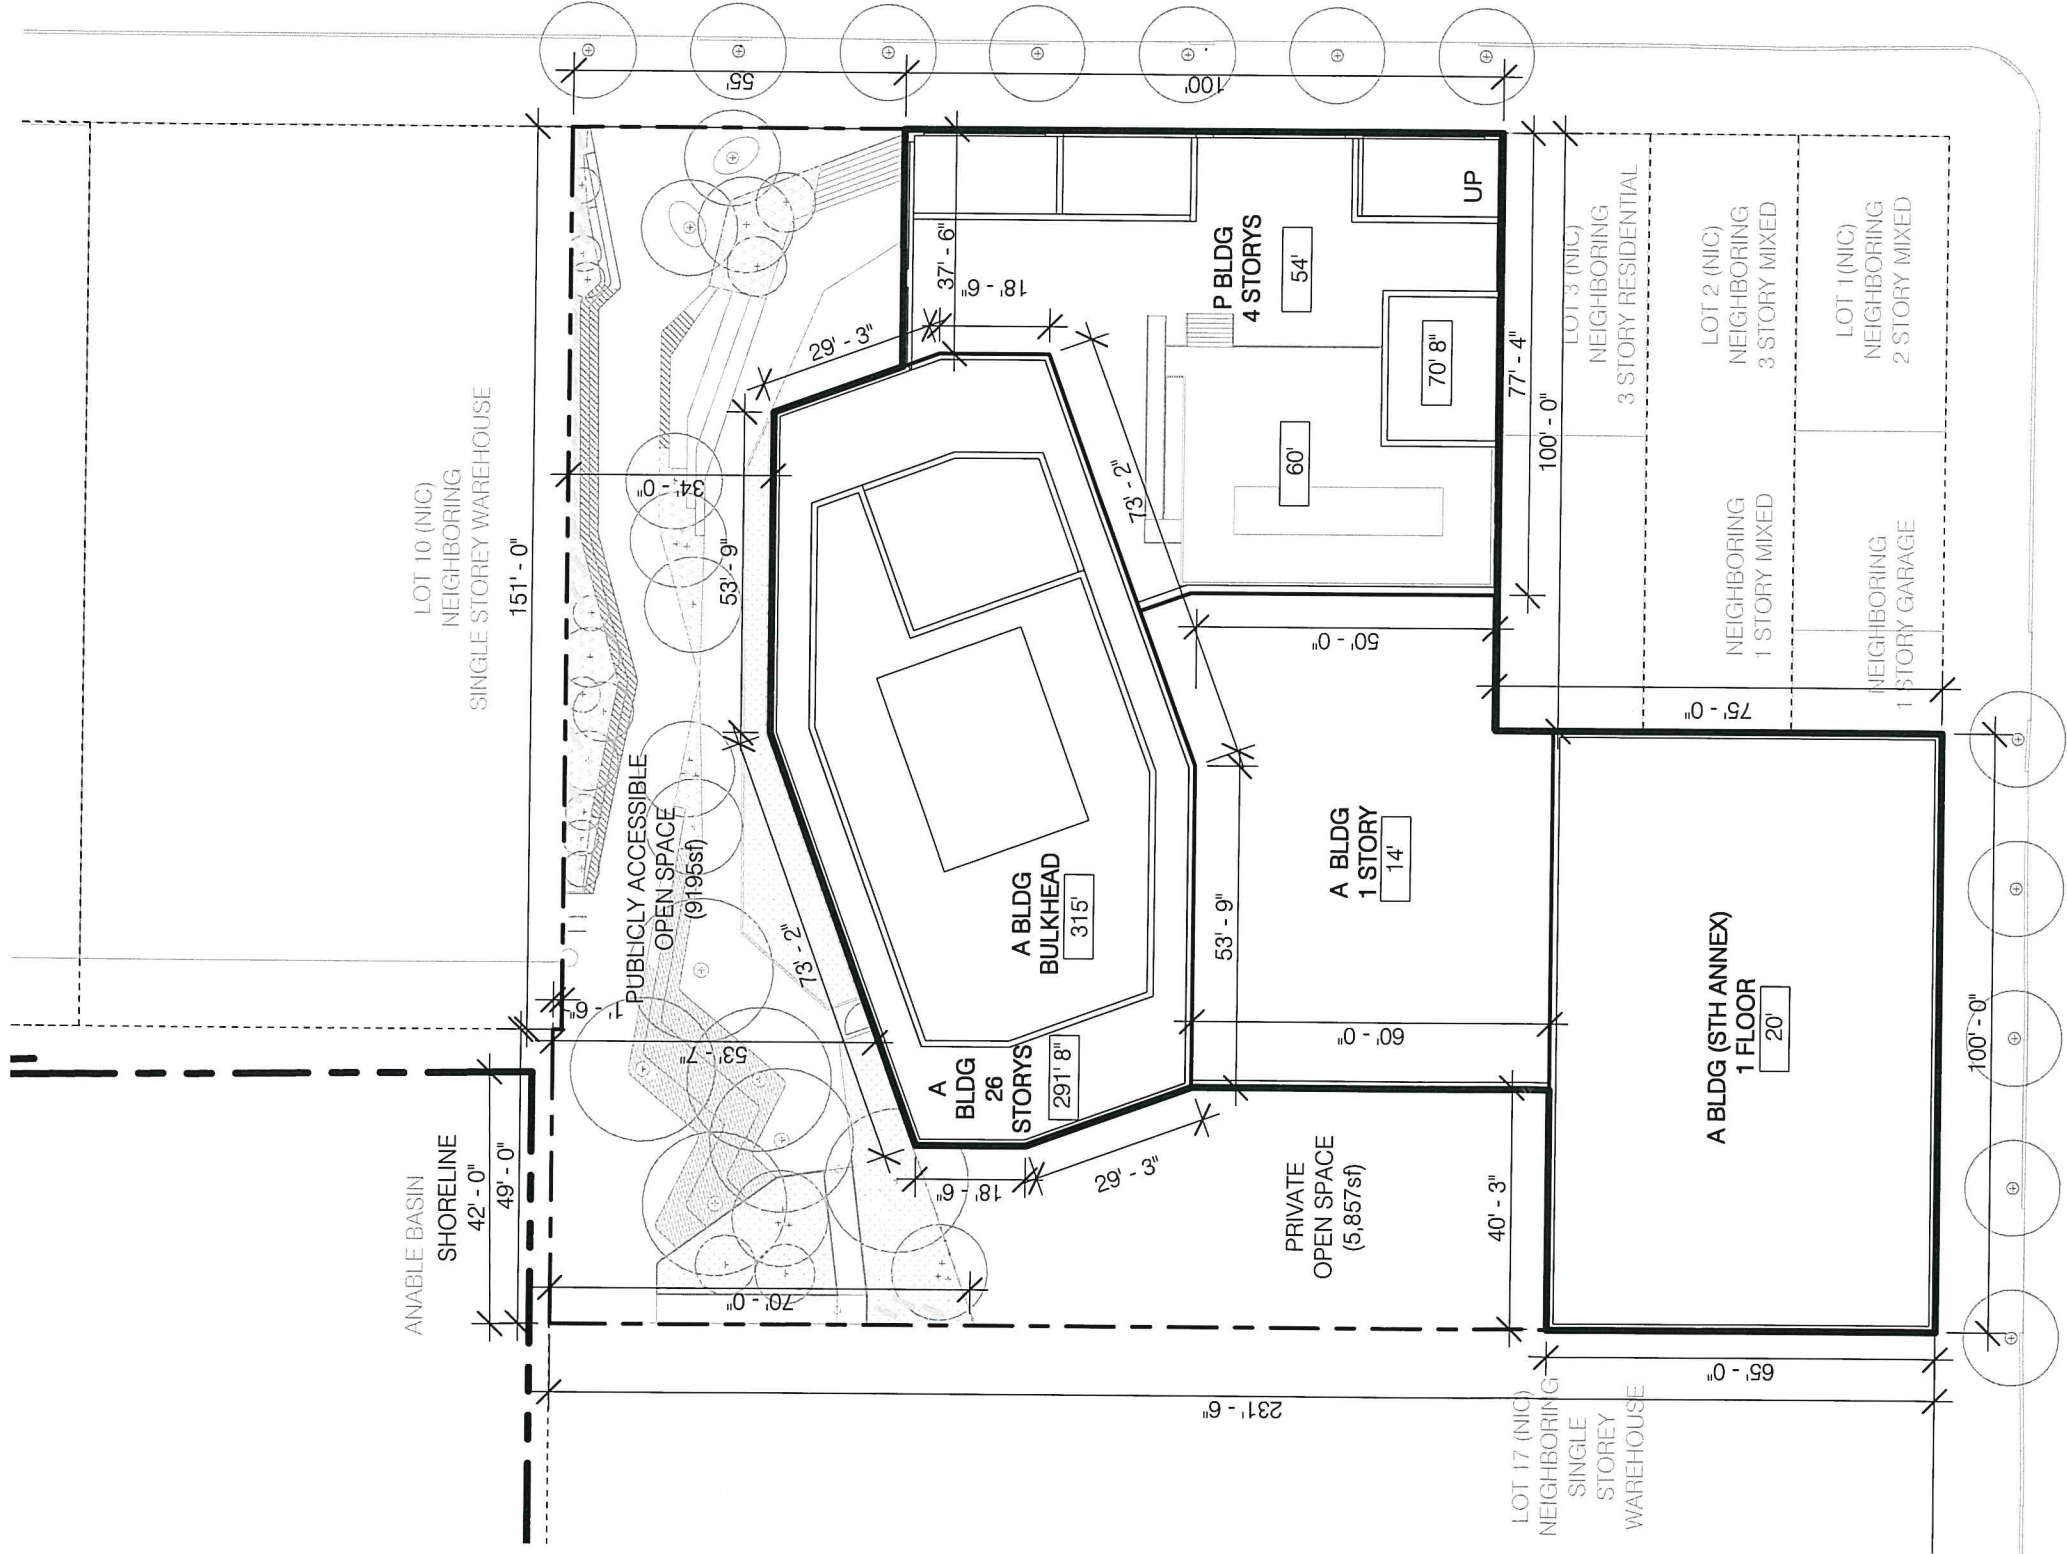 ANABLE BASIN
SHORELINE
42' - 0"
49' - 0"
LOT 10 (NIC)
NEIGHBORING
SINGLE STOREY WAREHOUSE
151' - 0"
55'
100'
1' - 6"
53' - 7"
70' - 0"
34' - 0"
PUBLICLY ACCESSIBLE
OPEN SPACE
(9195sf)
53' - 9"
73' - 2"
29' - 3"
37' - 6"
18' - 6"
A BLDG
BULKHEAD
315'
A
BLDG
26
STORYS
291' 8"
18' - 6"
29' - 3"
73' - 2"
53' - 9"
P BLDG
4 STORYS
54'
60'
70' 8"
UP
77' - 4"
100' - 0"
50' - 0"
60' - 0"
75' - 0"
PRIVATE
OPEN SPACE
(5,857sf)
40' - 3"
A BLDG
1 STORY
14'
A BLDG (STH ANNEX)
1 FLOOR
20'
100' - 0"
65' - 0"
231' - 6"
LOT 17 (NIC)
NEIGHBORING
SINGLE
STOREY
WAREHOUSE
LOT 3 (NIC)
NEIGHBORING
3 STORY RESIDENTIAL
LOT 2 (NIC)
NEIGHBORING
3 STORY MIXED
LOT 1(NIC)
NEIGHBORING
2 STORY MIXED
NEIGHBORING
1 STORY MIXED
NEIGHBORING
1 STORY GARAGE